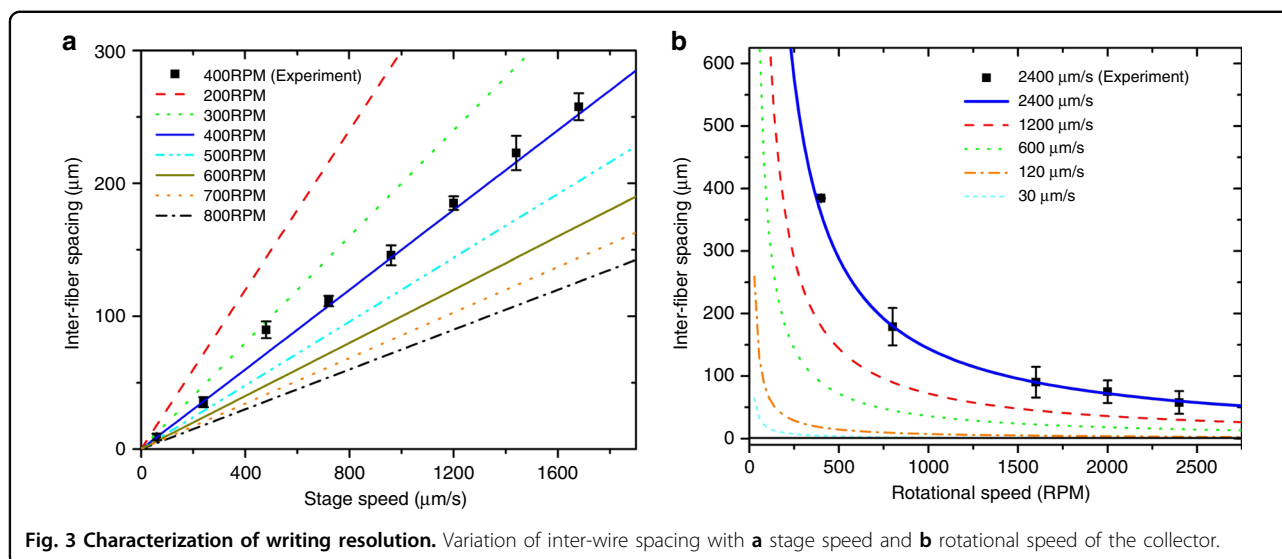 a
300
200
100
0
0
400
800
1200
1600
Inter-fiber spacing (μm)
Stage speed (μm/s)
400RPM (Experiment)
200RPM
300RPM
400RPM
500RPM
600RPM
700RPM
800RPM
b
600
500
400
300
200
100
0
0
500
1000
1500
2000
2500
Inter-fiber spacing (μm)
Rotational speed (RPM)
2400 μm/s (Experiment)
2400 μm/s
1200 μm/s
600 μm/s
120 μm/s
30 μm/s
Fig. 3 Characterization of writing resolution. Variation of inter-wire spacing with a stage speed and b rotational speed of the collector.